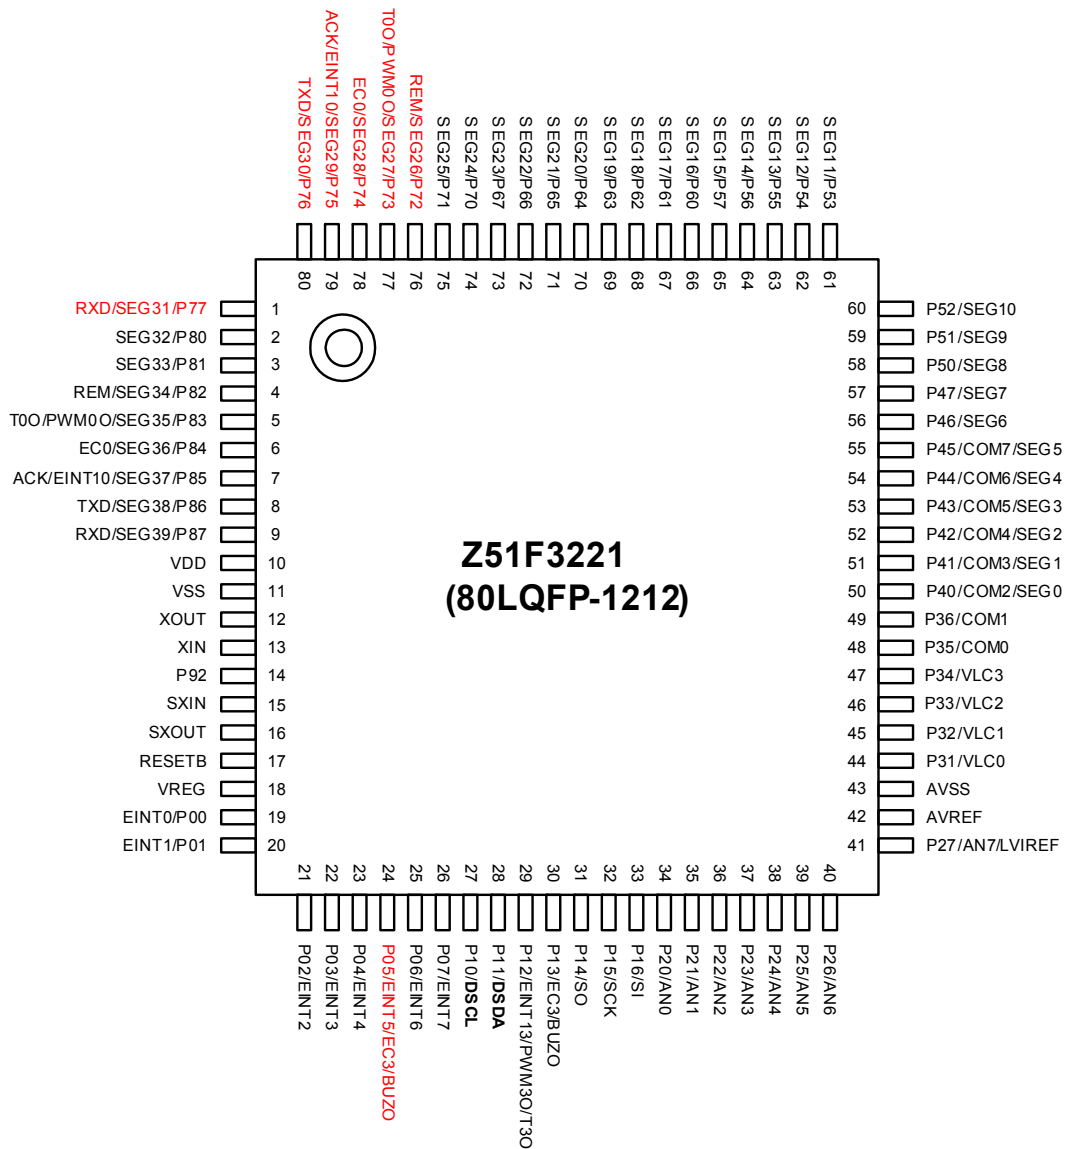 TXD/SEG30/P76
ACK/EINT10/SEG29/P75
EC0/SEG28/P74
T0O/PWM0O/SEG27/P73
REM/SEG26/P72
SEG25/P71
SEG24/P70
SEG23/P67
SEG22/P66
SEG21/P65
SEG20/P64
SEG19/P63
SEG18/P62
SEG17/P61
SEG16/P60
SEG15/P57
SEG14/P56
SEG13/P55
SEG12/P54
SEG11/P53
80 79 78 77 76 75 74 73 72 71 70 69 68 67 66 65 64 63 62 61
RXD/SEG31/P77 1
SEG32/P80 2
SEG33/P81 3
REM/SEG34/P82 4
T0O/PWM0O/SEG35/P83 5
EC0/SEG36/P84 6
ACK/EINT10/SEG37/P85 7
TXD/SEG38/P86 8
RXD/SEG39/P87 9
VDD 10
VSS 11
XOUT 12
XIN 13
P92 14
SXIN 15
SXOUT 16
RESETB 17
VREG 18
EINT0/P00 19
EINT1/P01 20
Z51F3221
(80LQFP-1212)
60 P52/SEG10
59 P51/SEG9
58 P50/SEG8
57 P47/SEG7
56 P46/SEG6
55 P45/COM7/SEG5
54 P44/COM6/SEG4
53 P43/COM5/SEG3
52 P42/COM4/SEG2
51 P41/COM3/SEG1
50 P40/COM2/SEG0
49 P36/COM1
48 P35/COM0
47 P34/VLC3
46 P33/VLC2
45 P32/VLC1
44 P31/VLC0
43 AVSS
42 AVREF
41 P27/AN7/LVIREF
21 22 23 24 25 26 27 28 29 30 31 32 33 34 35 36 37 38 39 40
P02/EINT2
P03/EINT3
P04/EINT4
P05/EINT5/EC3/BUZO
P06/EINT6
P07/EINT7
P10/DSCL
P11/DSDA
P12/EINT13/PWM3O/T3O
P13/EC3/BUZO
P14/SO
P15/SCK
P16/SI
P20/AN0
P21/AN1
P22/AN2
P23/AN3
P24/AN4
P25/AN5
P26/AN6